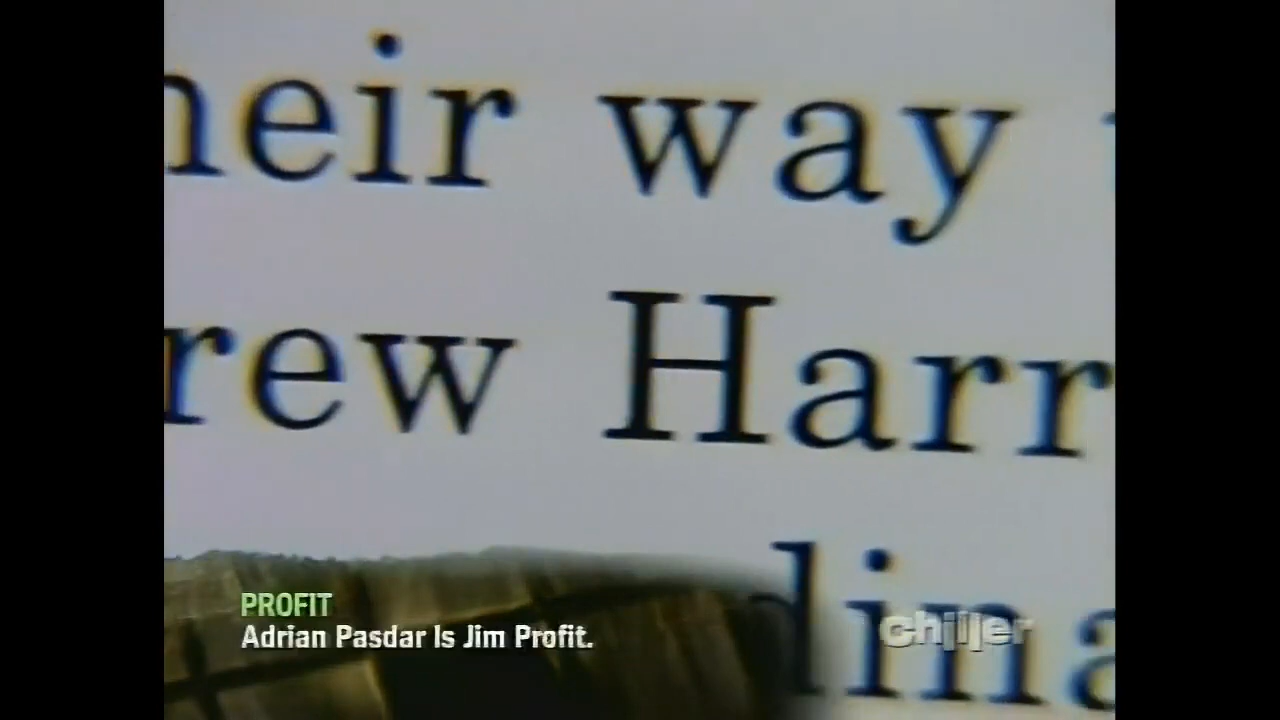 heir way
rew Harr
dina
PROFIT
Adrian Pasdar Is Jim Profit.
chiller